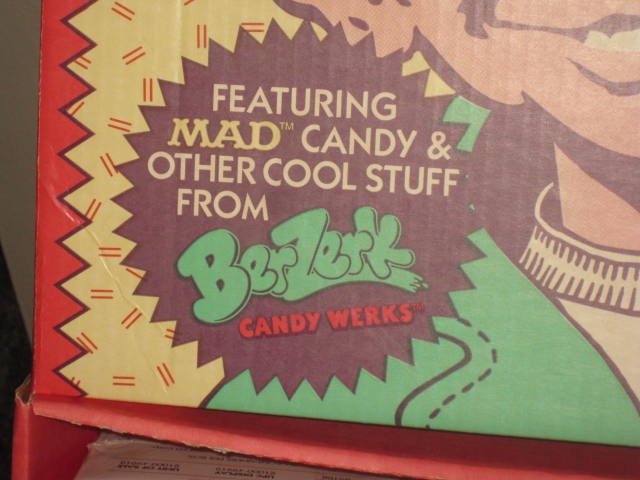 FEATURING
MAD™ CANDY &
OTHER COOL STUFF
FROM
BerZerk
CANDY WERKS™